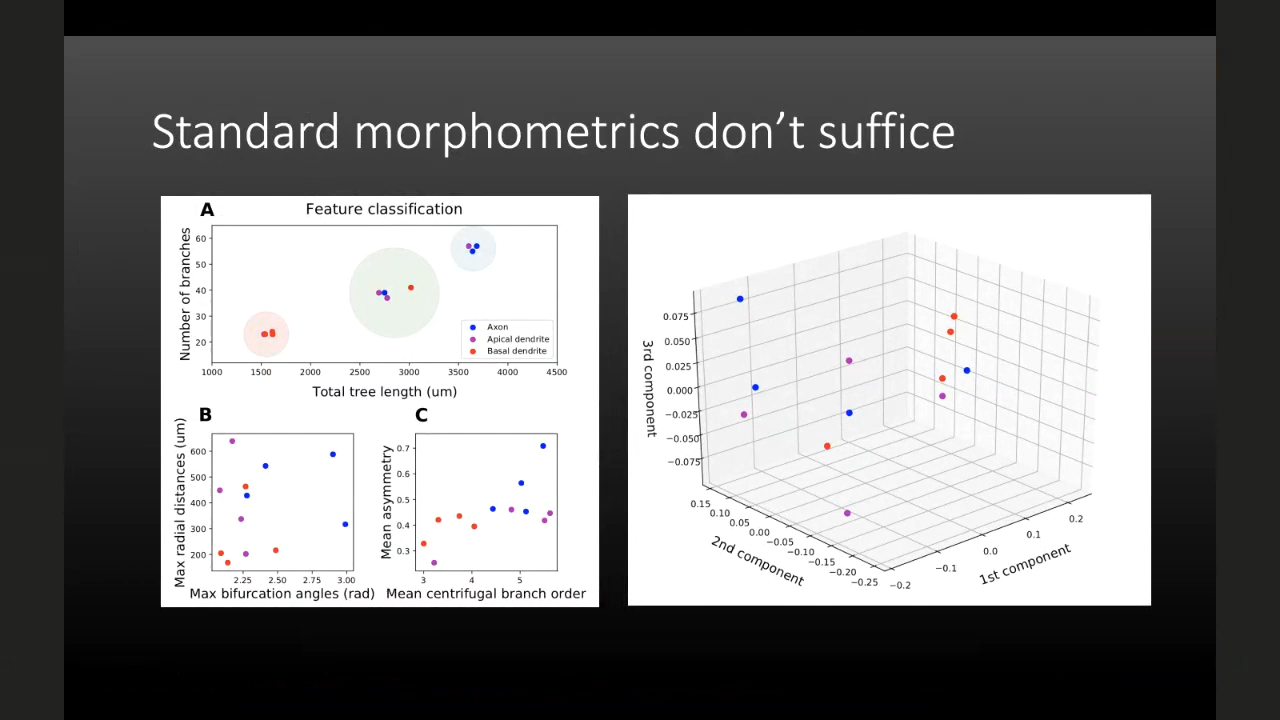 Standard morphometrics don't suffice
A
Feature classification
Number of branches
60
50
40
30
20
Axon
Apical dendrite
Basal dendrite
1000 1500 2000 2500 3000 3500 4000 4500
Total tree length (um)
B
Max radial distances (um)
600
500
400
300
200
2.25 2.50 2.75 3.00
Max bifurcation angles (rad)
C
Mean asymmetry
0.7
0.6
0.5
0.4
0.3
3 4 5
Mean centrifugal branch order
3rd component
0.075
0.050
0.025
0.000
−0.025
−0.050
−0.075
0.15
0.10
0.05
0.00
−0.05
−0.10
−0.15
−0.20
−0.25
2nd component
−0.2
−0.1
0.0
0.1
0.2
1st component